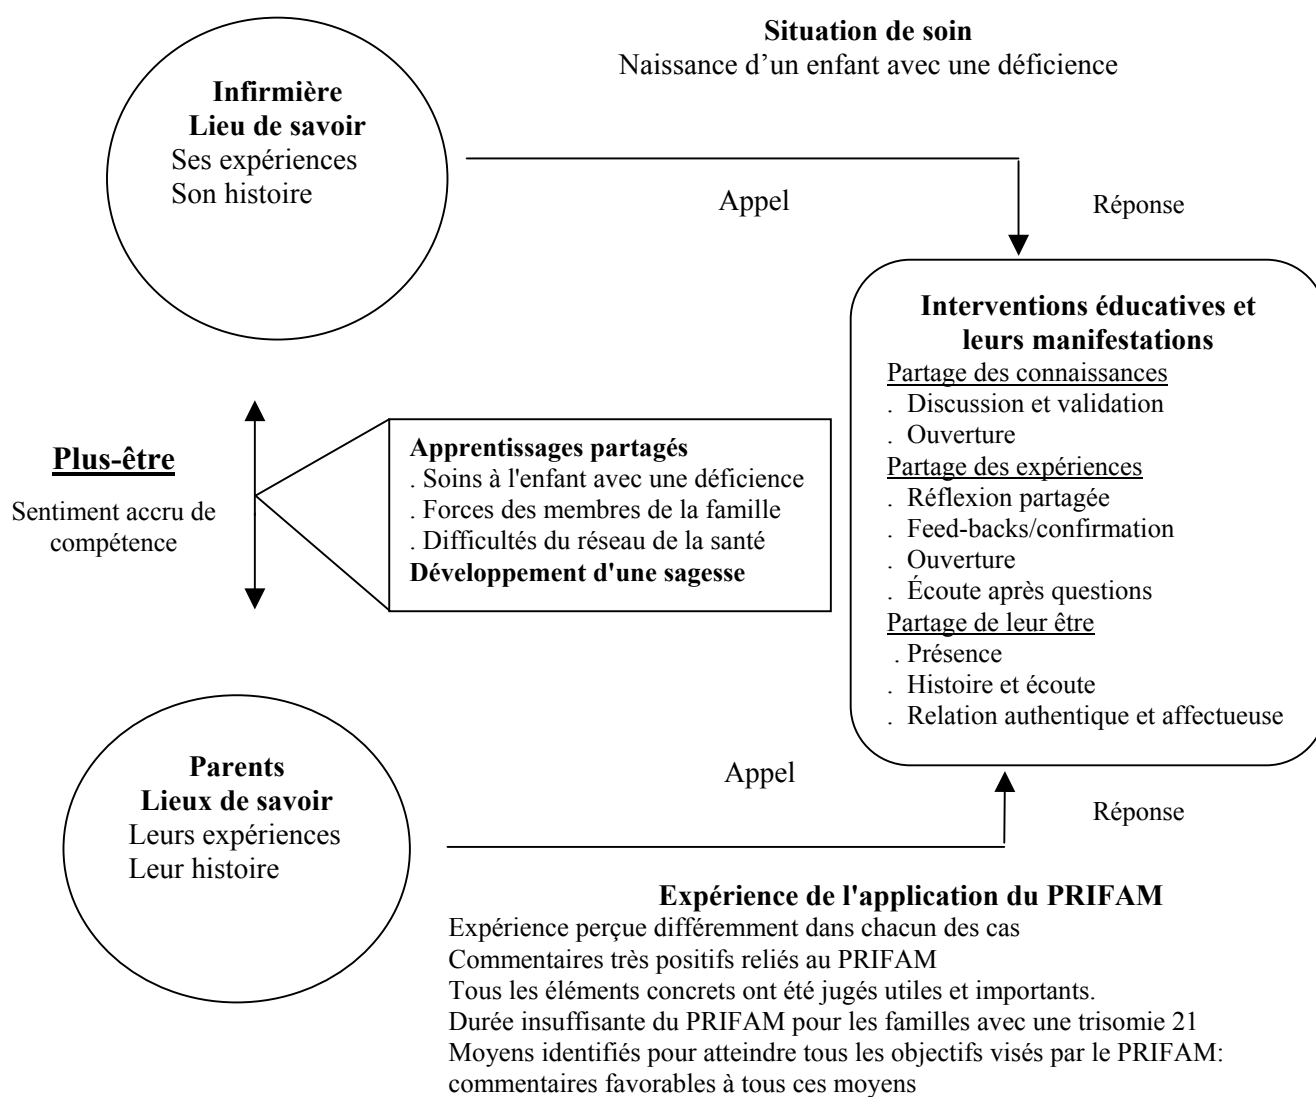 Situation de soin
Naissance d’un enfant avec une déficience
Infirmière
Lieu de savoir
Ses expériences
Son histoire
Appel
Réponse
Interventions éducatives et
leurs manifestations
Partage des connaissances
. Discussion et validation
. Ouverture
Partage des expériences
. Réflexion partagée
. Feed-backs/confirmation
. Ouverture
. Écoute après questions
Partage de leur être
. Présence
. Histoire et écoute
. Relation authentique et affectueuse
Plus-être
Sentiment accru de
compétence
Apprentissages partagés
. Soins à l'enfant avec une déficience
. Forces des membres de la famille
. Difficultés du réseau de la santé
Développement d'une sagesse
Parents
Lieux de savoir
Leurs expériences
Leur histoire
Appel
Réponse
Expérience de l'application du PRIFAM
Expérience perçue différemment dans chacun des cas
Commentaires très positifs reliés au PRIFAM
Tous les éléments concrets ont été jugés utiles et importants.
Durée insuffisante du PRIFAM pour les familles avec une trisomie 21
Moyens identifiés pour atteindre tous les objectifs visés par le PRIFAM:
commentaires favorables à tous ces moyens